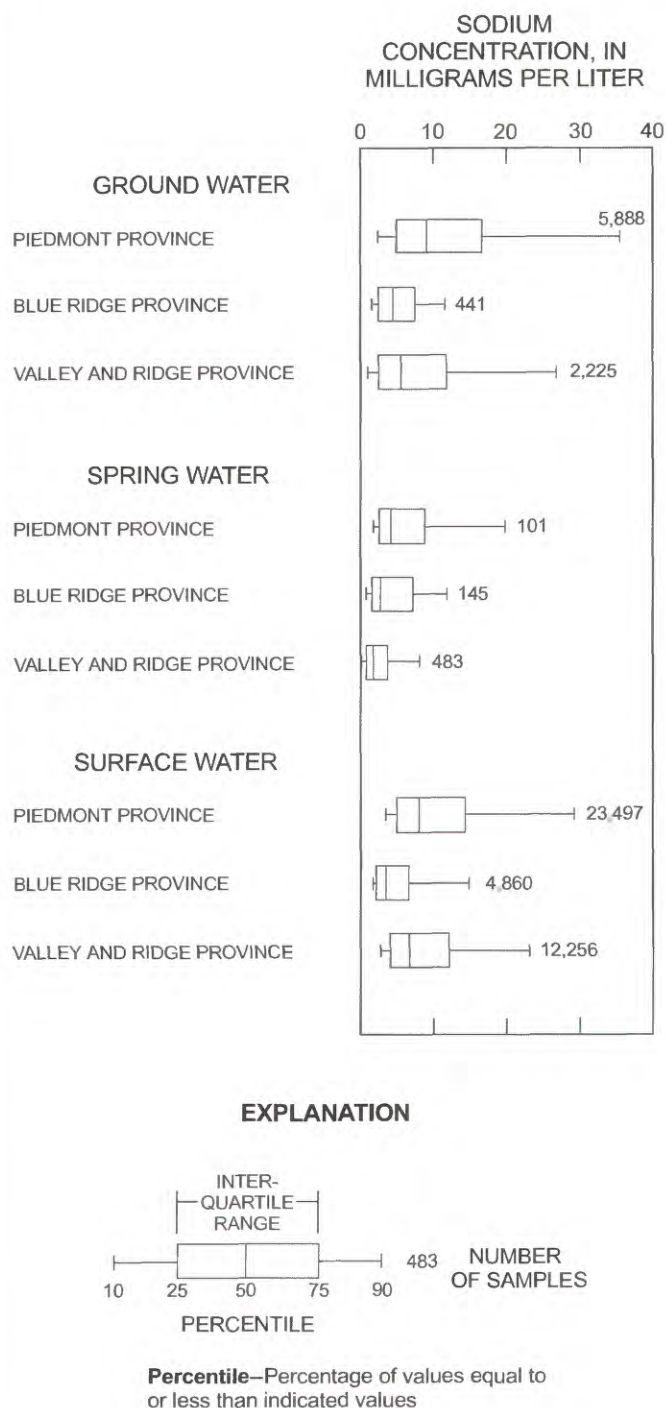 SODIUM
CONCENTRATION, IN
MILLIGRAMS PER LITER
0 10 20 30 40
GROUND WATER
PIEDMONT PROVINCE 5,888
BLUE RIDGE PROVINCE 441
VALLEY AND RIDGE PROVINCE 2,225
SPRING WATER
PIEDMONT PROVINCE 101
BLUE RIDGE PROVINCE 145
VALLEY AND RIDGE PROVINCE 483
SURFACE WATER
PIEDMONT PROVINCE 23,497
BLUE RIDGE PROVINCE 4,860
VALLEY AND RIDGE PROVINCE 12,256
EXPLANATION
INTER-
QUARTILE
RANGE
483 NUMBER
OF SAMPLES
10 25 50 75 90
PERCENTILE
Percentile–Percentage of values equal to
or less than indicated values